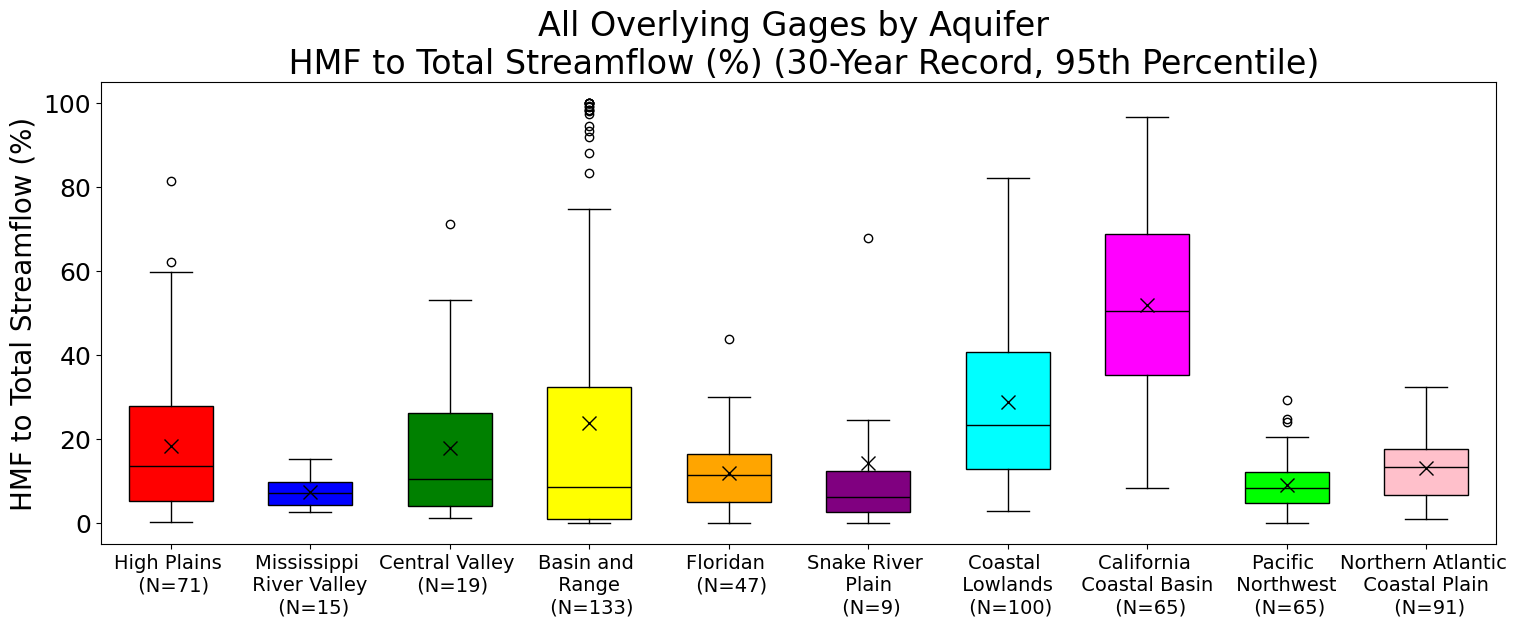 All Overlying Gages by Aquifer
HMF to Total Streamflow (%) (30-Year Record, 95th Percentile)
HMF to Total Streamflow (%)
100
80
60
40
20
0
High Plains
(N=71)
Mississippi
River Valley
(N=15)
Central Valley
(N=19)
Basin and
Range
(N=133)
Floridan
(N=47)
Snake River
Plain
(N=9)
Coastal
Lowlands
(N=100)
California
Coastal Basin
(N=65)
Pacific
Northwest
(N=65)
Northern Atlantic
Coastal Plain
(N=91)